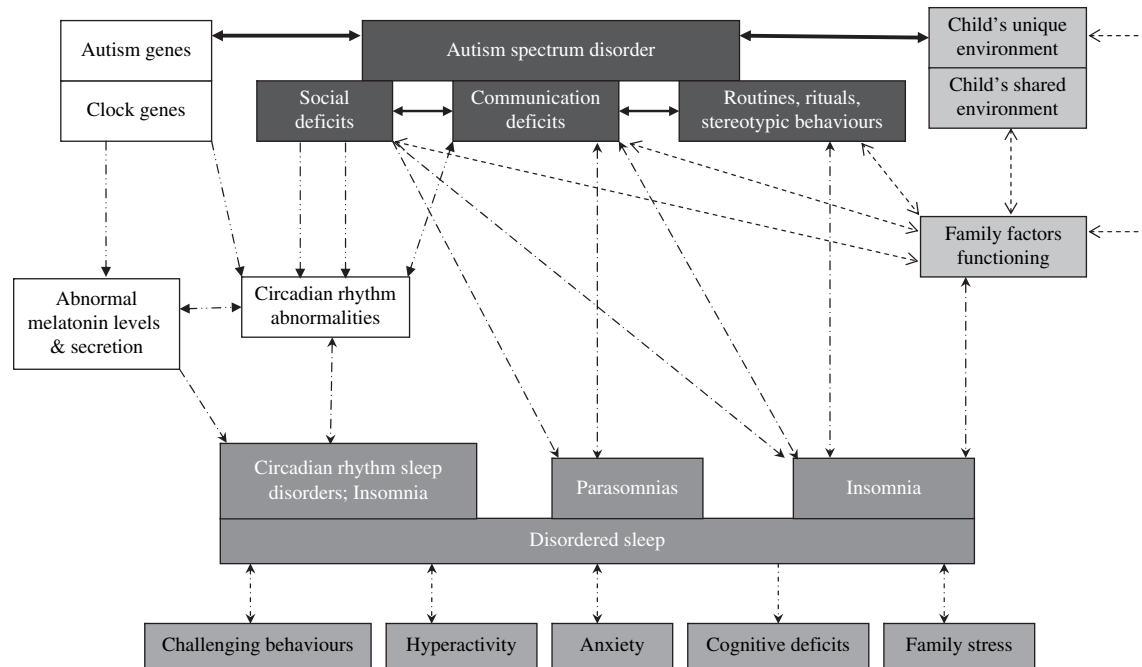 Autism genes
Autism spectrum disorder
Child's unique
environment
Clock genes
Social
deficits
Communication
deficits
Routines, rituals,
stereotypic behaviours
Child's shared
environment
Family factors
functioning
Abnormal
melatonin levels
& secretion
Circadian rhythm
abnormalities
Circadian rhythm sleep
disorders; Insomnia
Parasomnias
Insomnia
Disordered sleep
Challenging behaviours
Hyperactivity
Anxiety
Cognitive deficits
Family stress